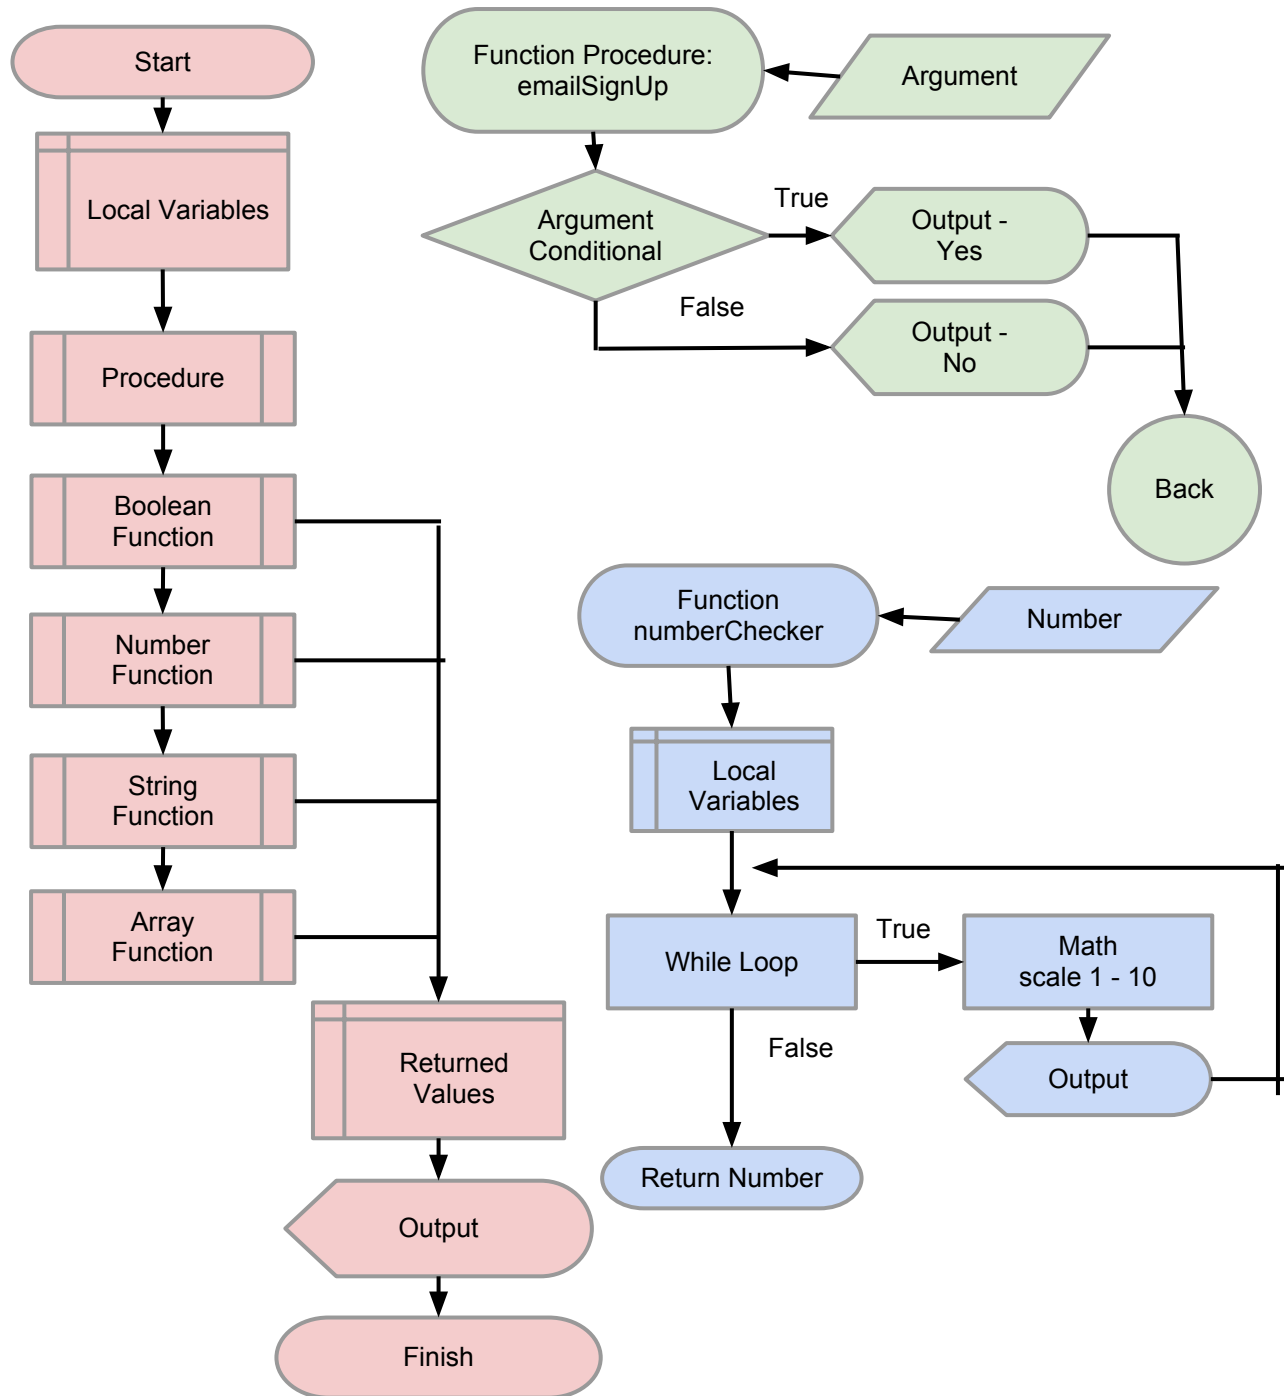 Start
Local Variables
Procedure
Boolean
Function
Number
Function
String
Function
Array
Function
Returned
Values
Output
Finish
Function Procedure:
emailSignUp
Argument
Argument
Conditional
True
Output -
Yes
False
Output -
No
Back
Function
numberChecker
Number
Local
Variables
While Loop
True
Math
scale 1 - 10
False
Output
Return Number